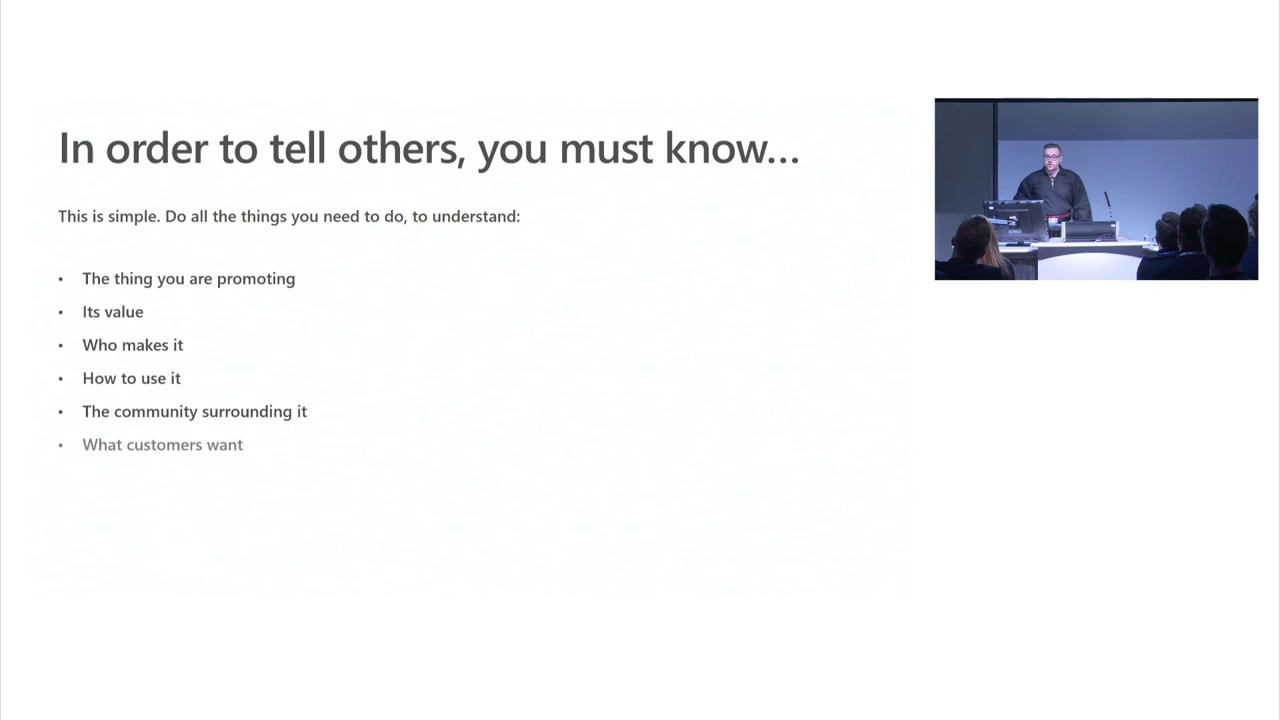 In order to tell others, you must know...
This is simple. Do all the things you need to do, to understand:
• The thing you are promoting
• Its value
• Who makes it
• How to use it
• The community surrounding it
• What customers want